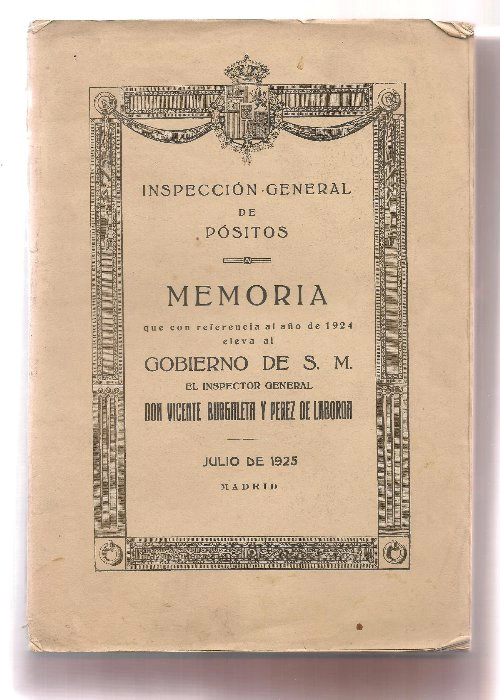 INSPECCIÓN·GENERAL
DE
PÓSITOS
MEMORIA
que con referencia al año de 1924
eleva al
GOBIERNO DE S. M.
EL INSPECTOR GENERAL
DON VICENTE BURGALETA Y PEREZ DE LABORDA
JULIO DE 1925
MADRID